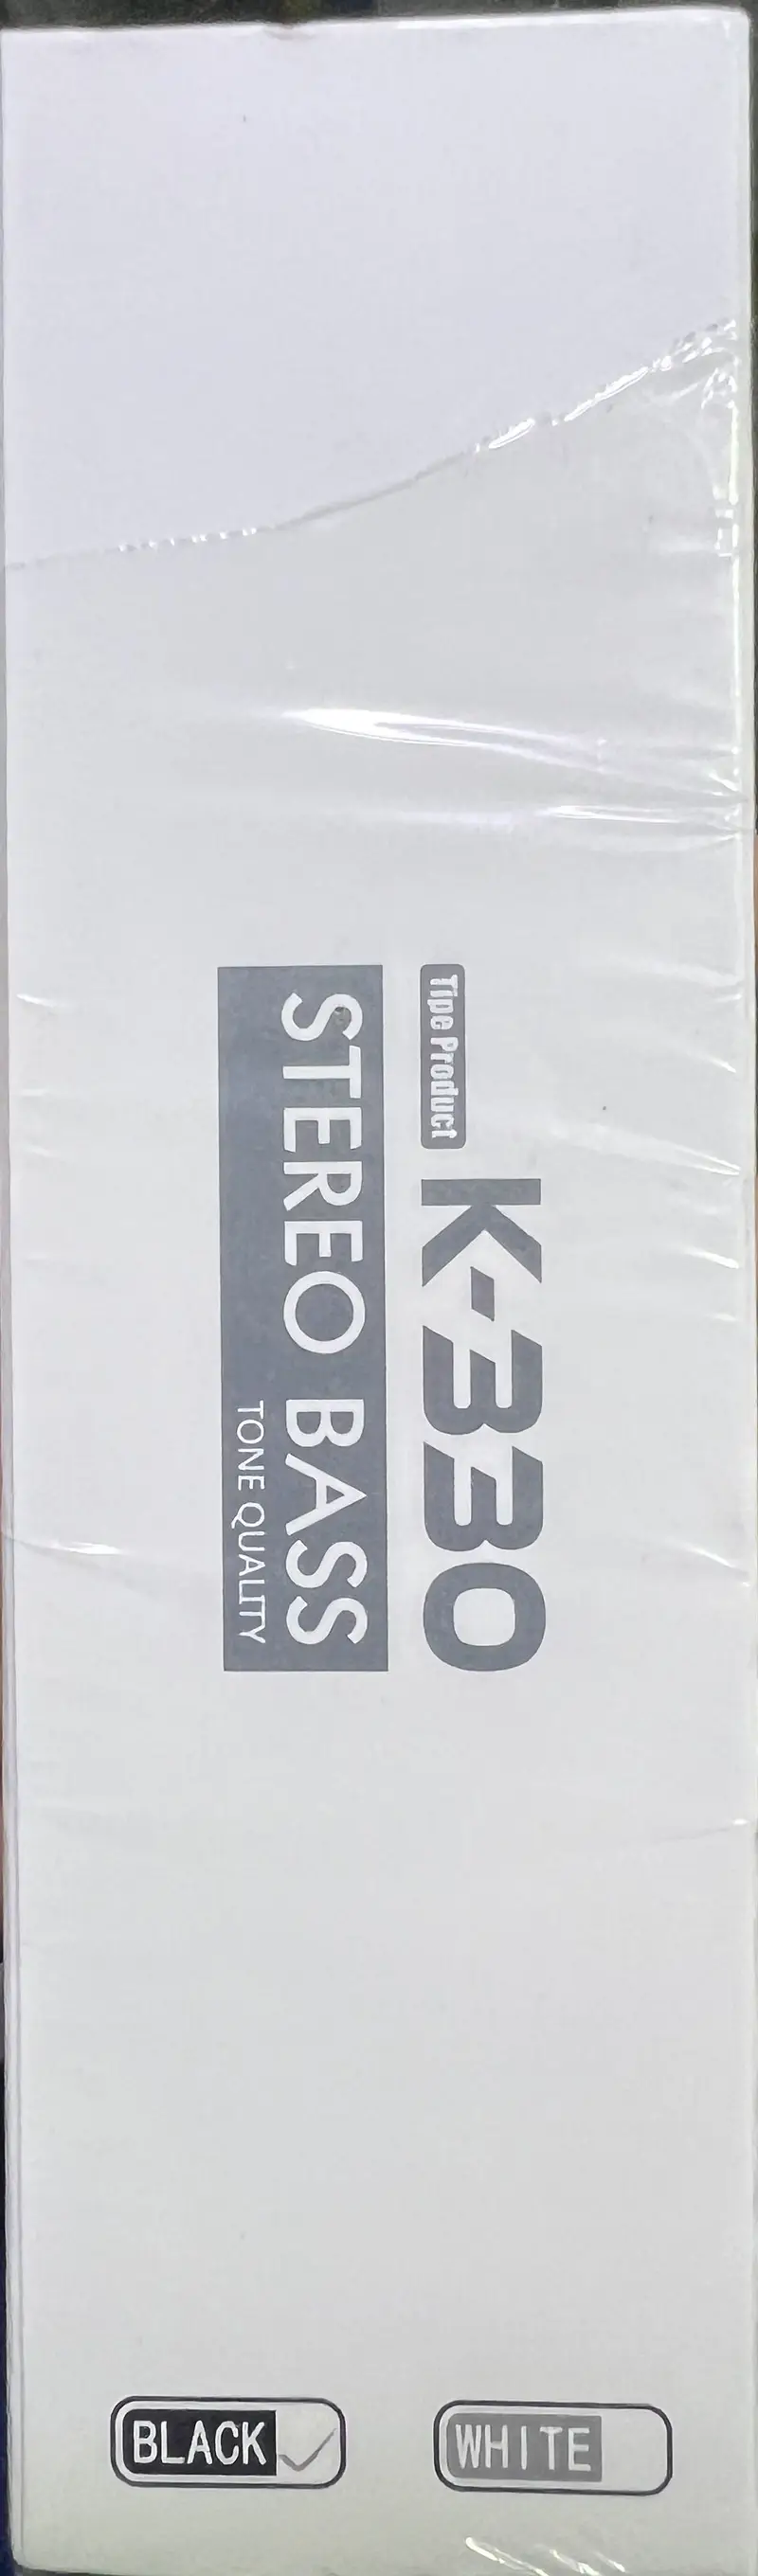 Tipe Product
K-330
STEREO BASS
TONE QUALITY
WHITE
BLACK